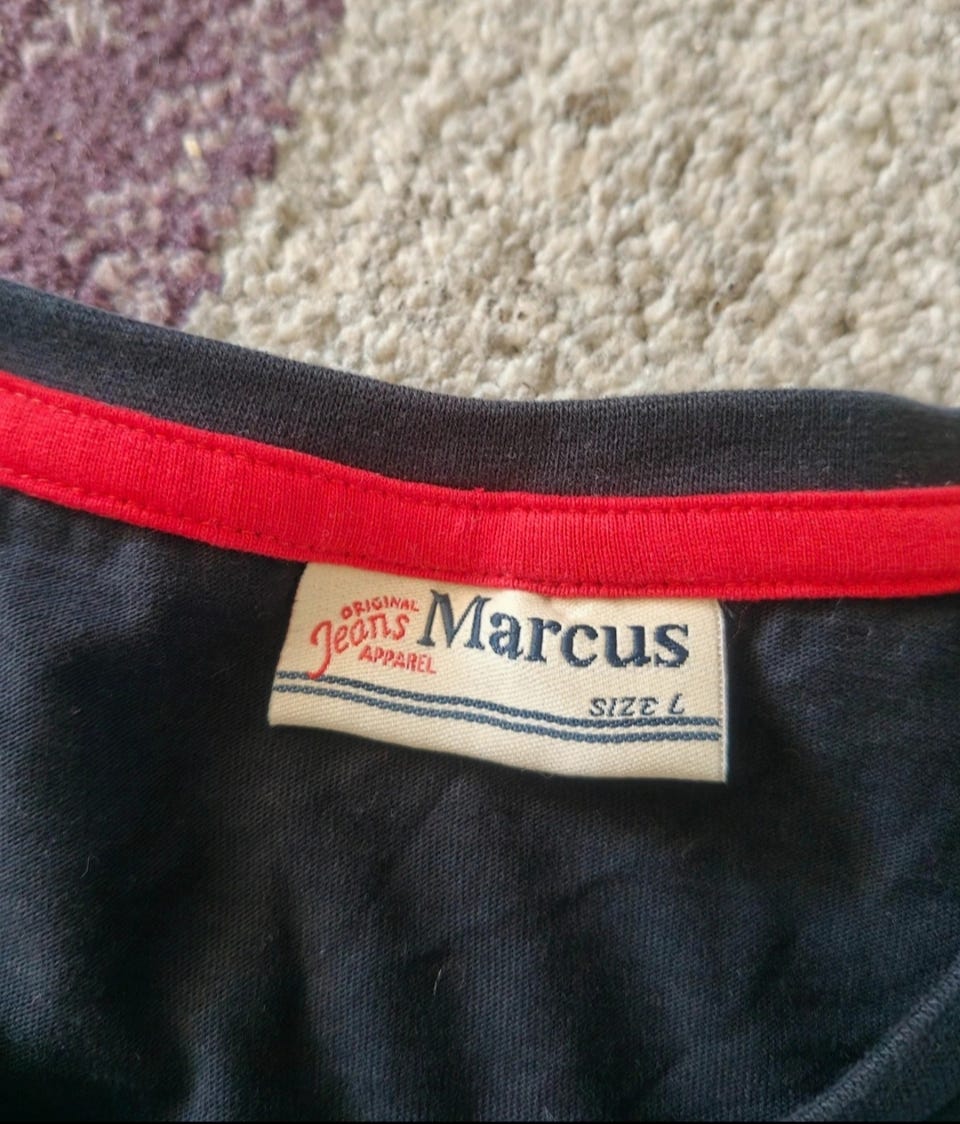 ORIGINAL
Jeans
APPAREL
Marcus
SIZE L